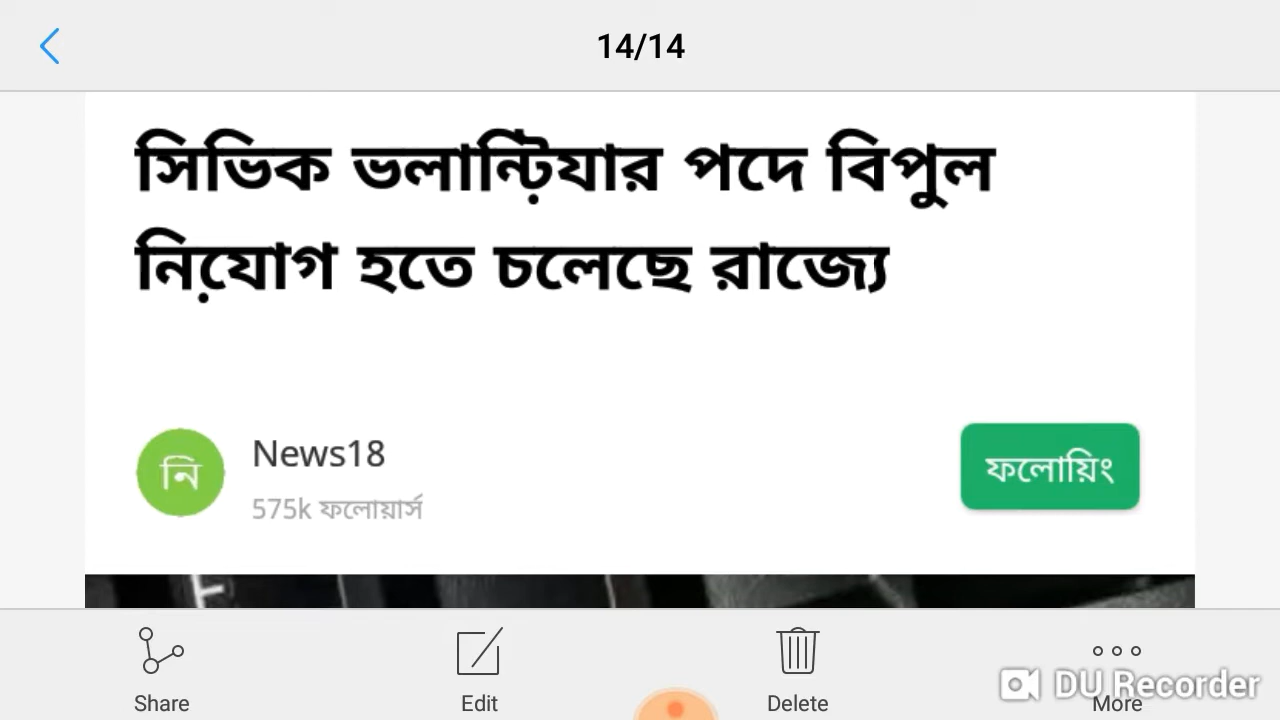 14/14
সিভিক ভলান্টিয়ার পদে বিপুল
নিয়োগ হতে চলেছে রাজ্যে
নি
News18
575k ফলোয়ার্স
ফলোয়িং
Share
Edit
Delete
More
DU Recorder